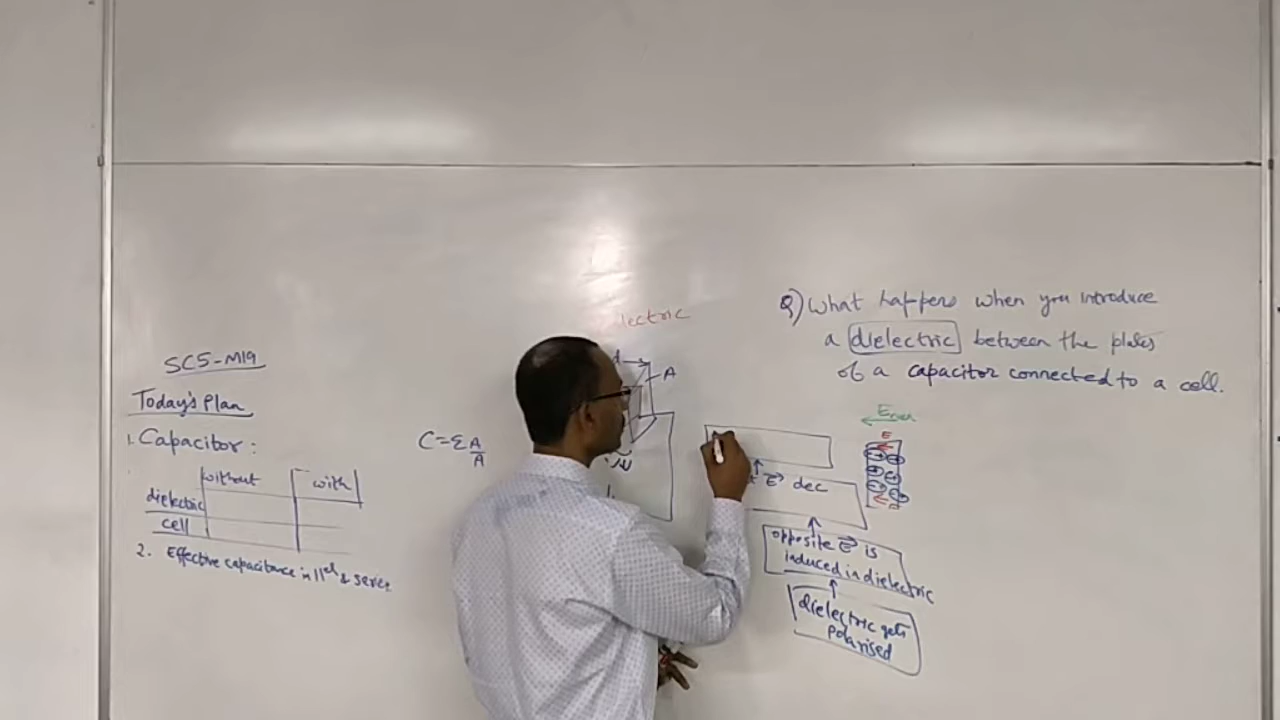 SC5-M19
Today's Plan
1. Capacitor:
without with
dielectric
cell
2. Effective capacitance in 11el & series
C=ε A/A
lectric
d
A
Q) What happens when you introduce
a dielectric between the plates
of a capacitor connected to a cell.
E
E⃗ dec
opposite E⃗ is
induced in dielectric
dielectric gets
polarised